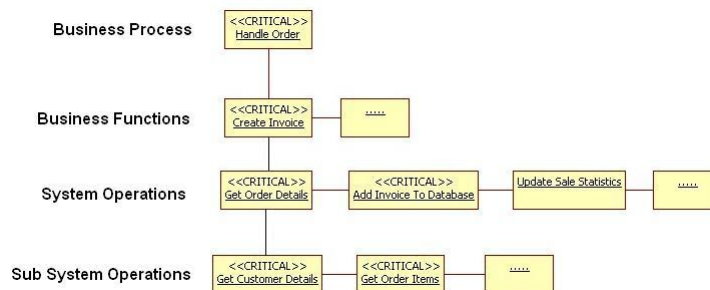 Business Process
<<CRITICAL>>
Handle Order
Business Functions
<<CRITICAL>>
Create Invoice
.....
System Operations
<<CRITICAL>>
Get Order Details
<<CRITICAL>>
Add Invoice To Database
Update Sale Statistics
.....
Sub System Operations
<<CRITICAL>>
Get Customer Details
<<CRITICAL>>
Get Order Items
.....